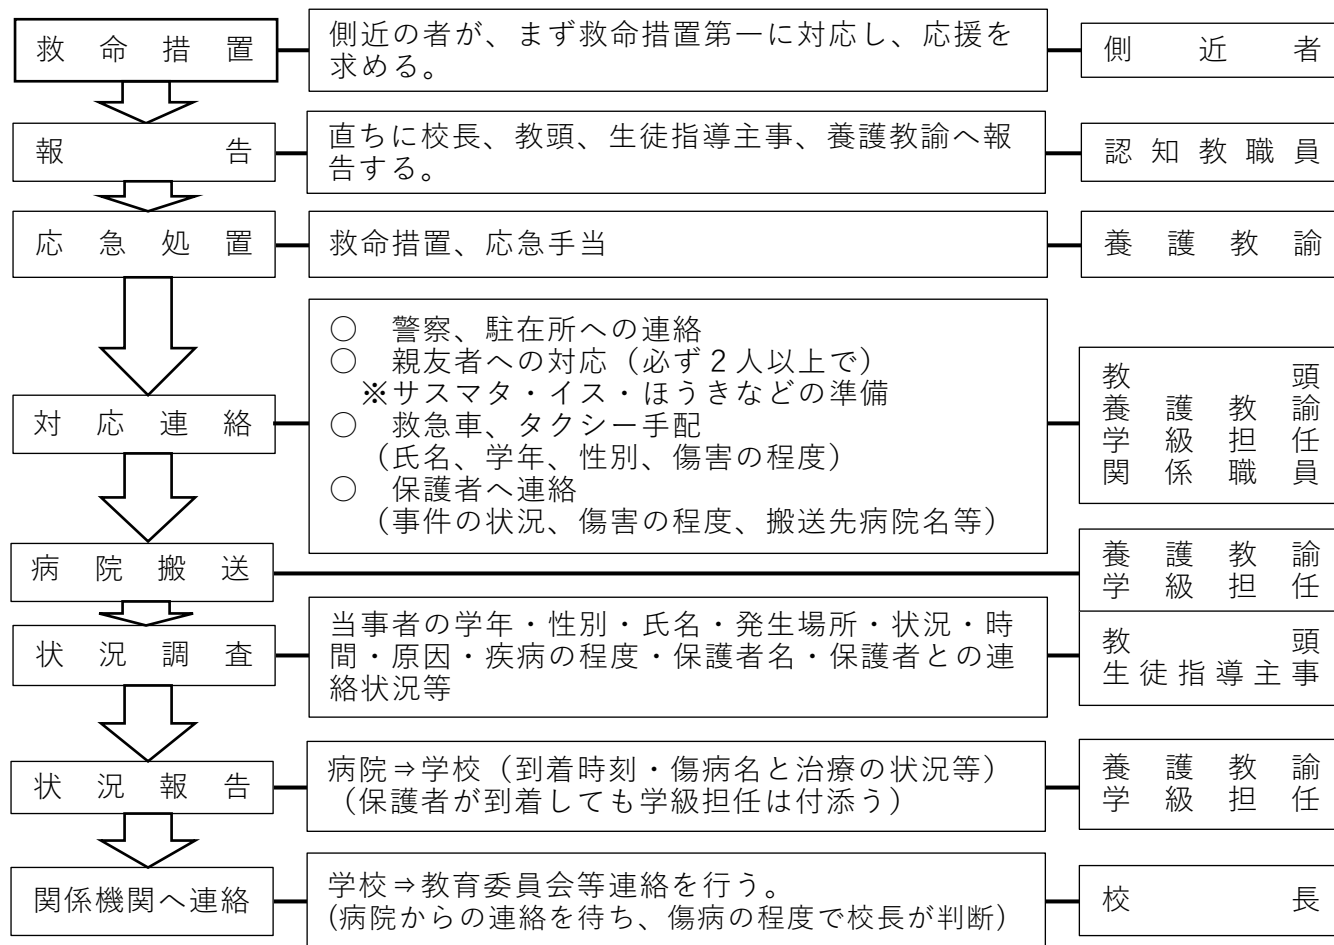 救命措置
側近の者が、まず救命措置第一に対応し、応援を
求める。
側近者
報告
直ちに校長、教頭、生徒指導主事、養護教諭へ報
告する。
認知教職員
応急処置
救命措置、応急手当
養護教諭
対応連絡
○　警察、駐在所への連絡
○　親友者への対応（必ず２人以上で）
※サスマタ・イス・ほうきなどの準備
○　救急車、タクシー手配
（氏名、学年、性別、傷害の程度）
○　保護者へ連絡
（事件の状況、傷害の程度、搬送先病院名等）
教頭
養護教諭
学級担任
関係職員
病院搬送
養護教諭
学級担任
状況調査
当事者の学年・性別・氏名・発生場所・状況・時
間・原因・疾病の程度・保護者名・保護者との連
絡状況等
教頭
生徒指導主事
状況報告
病院⇒学校（到着時刻・傷病名と治療の状況等）
（保護者が到着しても学級担任は付添う）
養護教諭
学級担任
関係機関へ連絡
学校⇒教育委員会等連絡を行う。
(病院からの連絡を待ち、傷病の程度で校長が判断）
校長